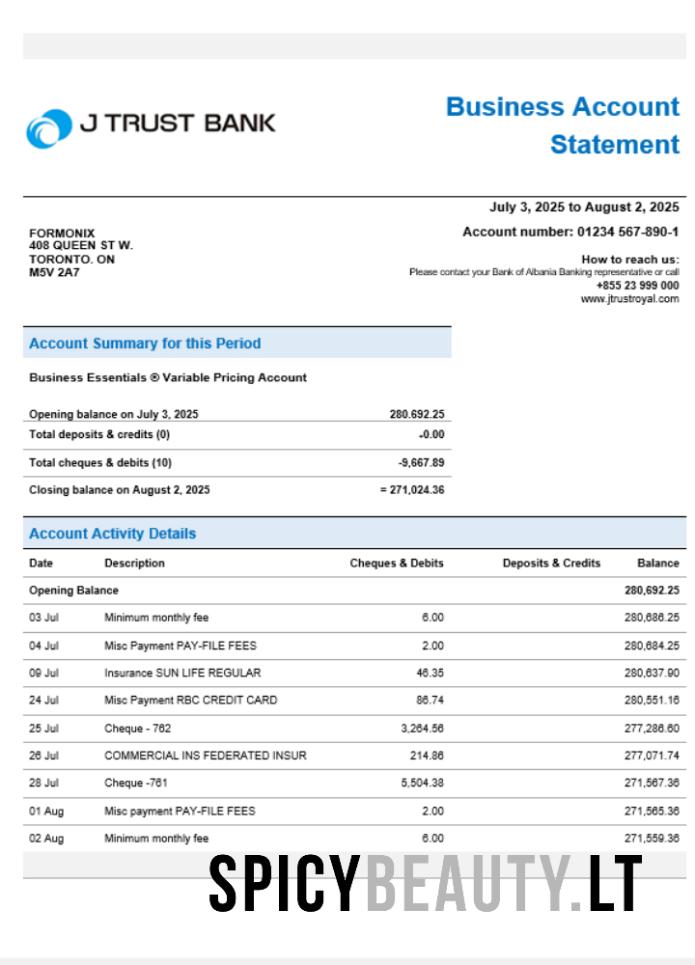 J TRUST BANK
Business Account
Statement
July 3, 2025 to August 2, 2025
FORMONIX
408 QUEEN ST W.
TORONTO. ON
M5V 2A7
Account number: 01234 567-890-1
How to reach us:
Please contact your Bank of Albania Banking representative or call
+855 23 999 000
www.jtrustroyal.com
Account Summary for this Period
Business Essentials ® Variable Pricing Account
Opening balance on July 3, 2025 280.692.25
Total deposits & credits (0) -0.00
Total cheques & debits (10) -9,667.89
Closing balance on August 2, 2025 = 271,024.36
Account Activity Details
Date Description Cheques & Debits Deposits & Credits Balance
Opening Balance 280,692.25
03 Jul Minimum monthly fee 6.00 280,686.25
04 Jul Misc Payment PAY-FILE FEES 2.00 280,684.25
09 Jul Insurance SUN LIFE REGULAR 46.35 280,637.90
24 Jul Misc Payment RBC CREDIT CARD 86.74 280,551.16
25 Jul Cheque - 762 3,264.56 277,286.60
26 Jul COMMERCIAL INS FEDERATED INSUR 214.86 277,071.74
28 Jul Cheque -761 5,504.38 271,567.36
01 Aug Misc payment PAY-FILE FEES 2.00 271,565.36
02 Aug Minimum monthly fee 6.00 271,559.36
SPICYBEAUTY.LT